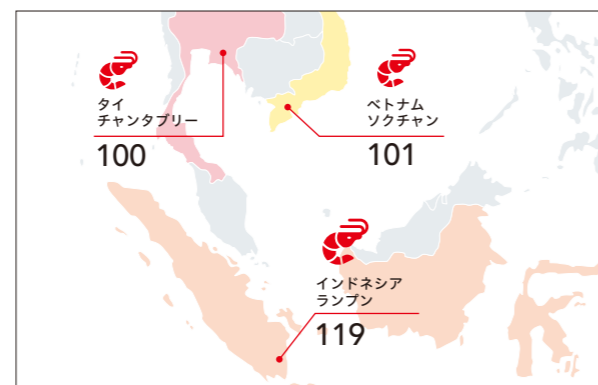 タイ
チャンタブリー
100
ベトナム
ソクチャン
101
インドネシア
ランプン
119